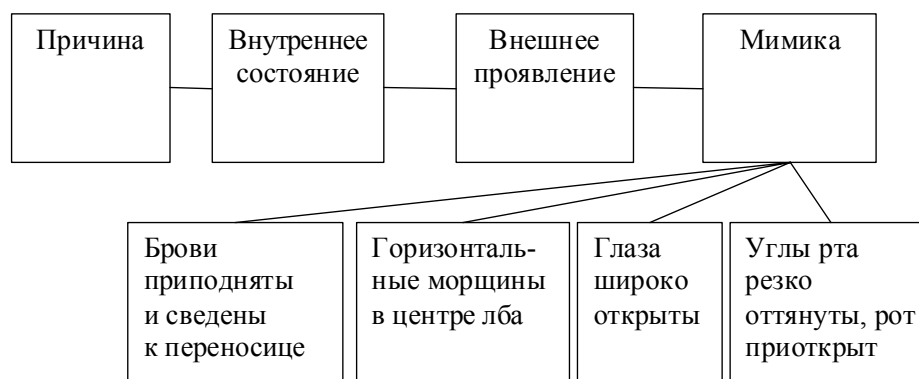 Причина
Внутреннее
состояние
Внешнее
проявление
Мимика
Брови
приподняты
и сведены
к переносице
Горизонталь-
ные морщины
в центре лба
Глаза
широко
открыты
Углы рта
резко
оттянуты, рот
приоткрыт